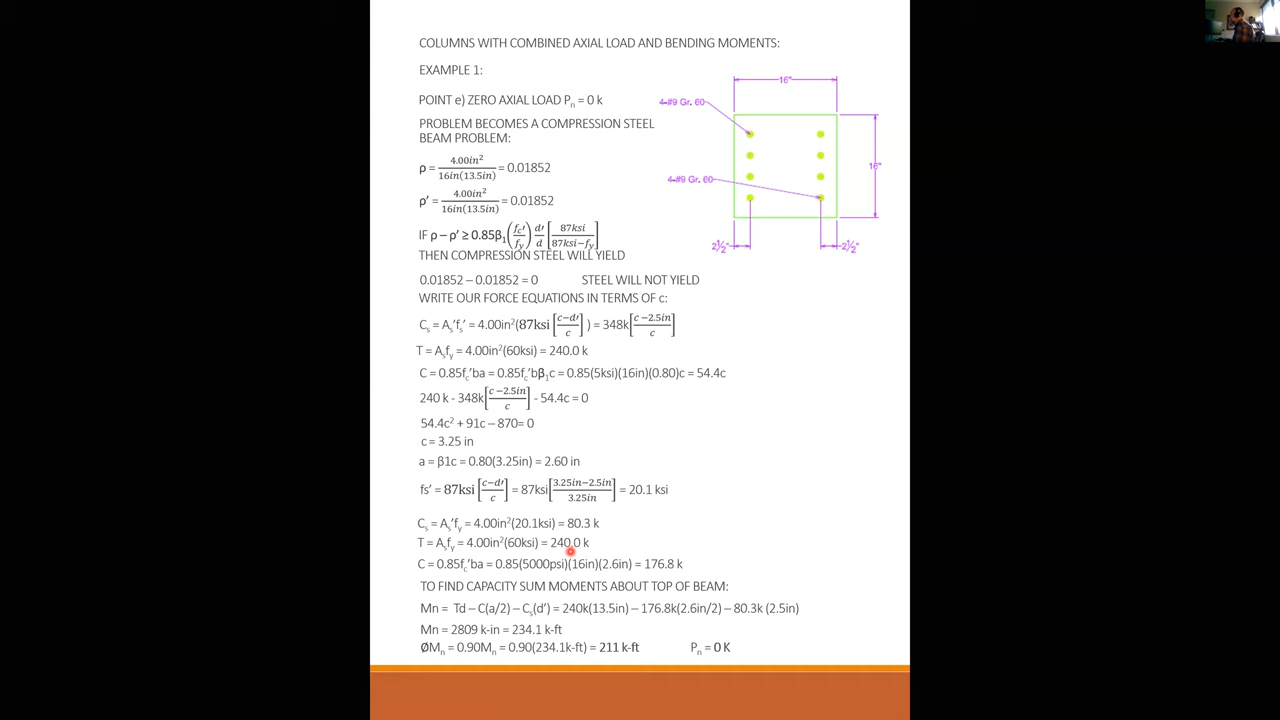 COLUMNS WITH COMBINED AXIAL LOAD AND BENDING MOMENTS:
EXAMPLE 1:
POINT e) ZERO AXIAL LOAD Pₙ = 0 k
PROBLEM BECOMES A COMPRESSION STEEL
BEAM PROBLEM:
ρ = 4.00in²/16in(13.5in) = 0.01852
ρ’ = 4.00in²/16in(13.5in) = 0.01852
IF ρ – ρ’ ≥ 0.85β₁(f_c′/f_y) d′/d [87ksi/87ksi−f_y]
THEN COMPRESSION STEEL WILL YIELD
0.01852 – 0.01852 = 0 STEEL WILL NOT YIELD
WRITE OUR FORCE EQUATIONS IN TERMS OF c:
Cₛ = Aₛ’fₛ’ = 4.00in²(87ksi [c−d′/c] ) = 348k[c −2.5in/c]
T = Aₛf_y = 4.00in²(60ksi) = 240.0 k
C = 0.85f_c’ba = 0.85f_c’bβ₁c = 0.85(5ksi)(16in)(0.80)c = 54.4c
240 k - 348k[c −2.5in/c] - 54.4c = 0
54.4c² + 91c – 870= 0
c = 3.25 in
a = β1c = 0.80(3.25in) = 2.60 in
fs’ = 87ksi [c−d′/c] = 87ksi[3.25in−2.5in/3.25in] = 20.1 ksi
Cₛ = Aₛ’f_y = 4.00in²(20.1ksi) = 80.3 k
T = Aₛf_y = 4.00in²(60ksi) = 240.0 k
C = 0.85f_c’ba = 0.85(5000psi)(16in)(2.6in) = 176.8 k
TO FIND CAPACITY SUM MOMENTS ABOUT TOP OF BEAM:
Mn = Td – C(a/2) – Cₛ(d’) = 240k(13.5in) – 176.8k(2.6in/2) – 80.3k (2.5in)
Mn = 2809 k-in = 234.1 k-ft
ØMₙ = 0.90Mₙ = 0.90(234.1k-ft) = 211 k-ft Pₙ = 0 K
16"
4-#9 Gr. 60
16"
4-#9 Gr. 60
2½"
2½"